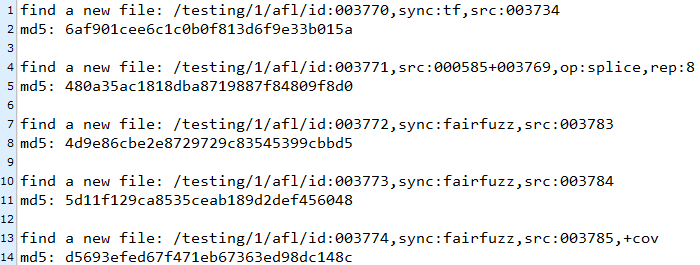 1 find a new file: /testing/1/afl/id:003770,sync:tf,src:003734
2 md5: 6af901cee6c1c0b0f813d6f9e33b015a
3
4 find a new file: /testing/1/afl/id:003771,src:000585+003769,op:splice,rep:8
5 md5: 480a35ac1818dba8719887f84809f8d0
6
7 find a new file: /testing/1/afl/id:003772,sync:fairfuzz,src:003783
8 md5: 4d9e86cbe2e8729729c83545399cbbd5
9
10 find a new file: /testing/1/afl/id:003773,sync:fairfuzz,src:003784
11 md5: 5d11f129ca8535ceab189d2def456048
12
13 find a new file: /testing/1/afl/id:003774,sync:fairfuzz,src:003785,+cov
14 md5: d5693efed67f471eb67363ed98dc148c